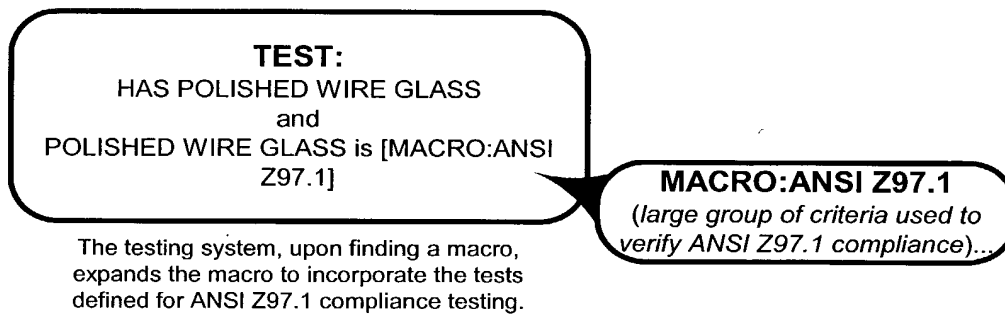 TEST:
HAS POLISHED WIRE GLASS
and
POLISHED WIRE GLASS is [MACRO:ANSI
Z97.1]
MACRO:ANSI Z97.1
(large group of criteria used to
verify ANSI Z97.1 compliance)...
The testing system, upon finding a macro,
expands the macro to incorporate the tests
defined for ANSI Z97.1 compliance testing.